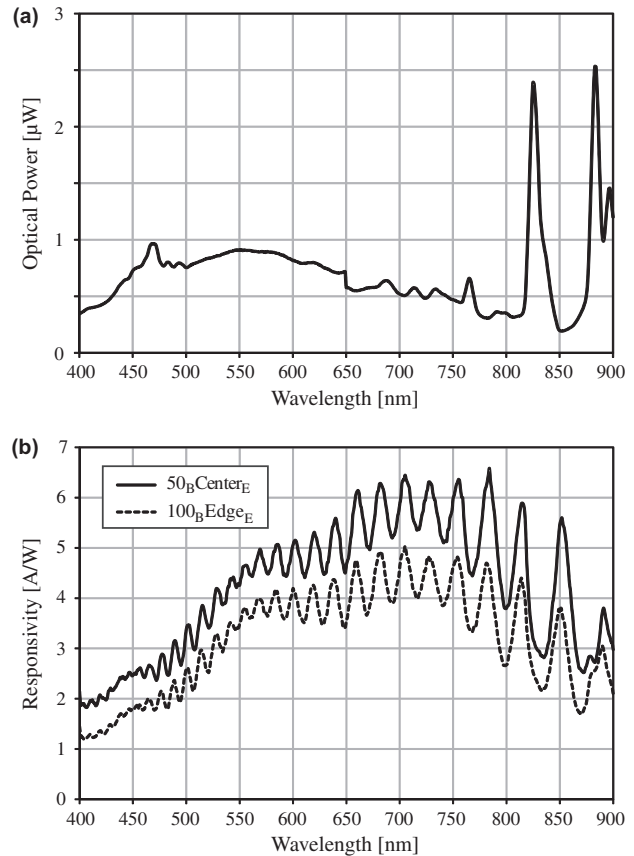 (a)
3
2
1
0
Optical Power [µW]
400 450 500 550 600 650 700 750 800 850 900
Wavelength [nm]
(b)
7
6
5
4
3
2
1
0
Responsivity [A/W]
50BCenterE
100BEdgeE
400 450 500 550 600 650 700 750 800 850 900
Wavelength [nm]